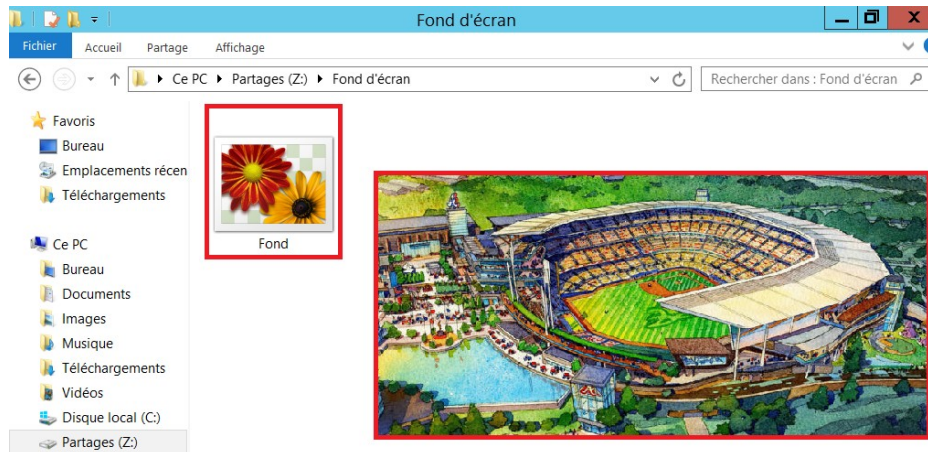 Fond d'écran
Fichier Accueil Partage Affichage
Ce PC Partages (Z:) Fond d'écran
Rechercher dans : Fond d'écran
Favoris
Bureau
Emplacements récen
Téléchargements
Fond
Ce PC
Bureau
Documents
Images
Musique
Téléchargements
Vidéos
Disque local (C:)
Partages (Z:)